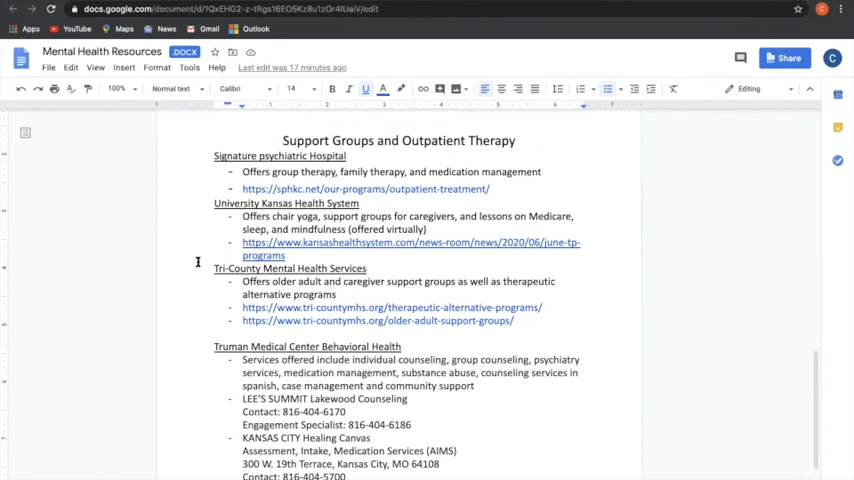 docs.google.com/document/d/1QxEHG2-z-tRgs16EO5Kz8u1zOr4IUaiV/edit
Apps YouTube Maps News Gmail Outlook
Mental Health Resources .DOCX
File Edit View Insert Format Tools Help Last edit was 17 minutes ago
Share
C
100% Normal text Calibri 14 B I U A Editing
Support Groups and Outpatient Therapy
Signature psychiatric Hospital
- Offers group therapy, family therapy, and medication management
- https://sphkc.net/our-programs/outpatient-treatment/
University Kansas Health System
- Offers chair yoga, support groups for caregivers, and lessons on Medicare,
sleep, and mindfulness (offered virtually)
- https://www.kansashealthsystem.com/news-room/news/2020/06/june-tp-
programs
Tri-County Mental Health Services
- Offers older adult and caregiver support groups as well as therapeutic
alternative programs
- https://www.tri-countymhs.org/therapeutic-alternative-programs/
- https://www.tri-countymhs.org/older-adult-support-groups/
Truman Medical Center Behavioral Health
- Services offered include individual counseling, group counseling, psychiatry
services, medication management, substance abuse, counseling services in
spanish, case management and community support
- LEE'S SUMMIT Lakewood Counseling
Contact: 816-404-6170
Engagement Specialist: 816-404-6186
- KANSAS CITY Healing Canvas
Assessment, Intake, Medication Services (AIMS)
300 W. 19th Terrace, Kansas City, MO 64108
Contact: 816-404-5700